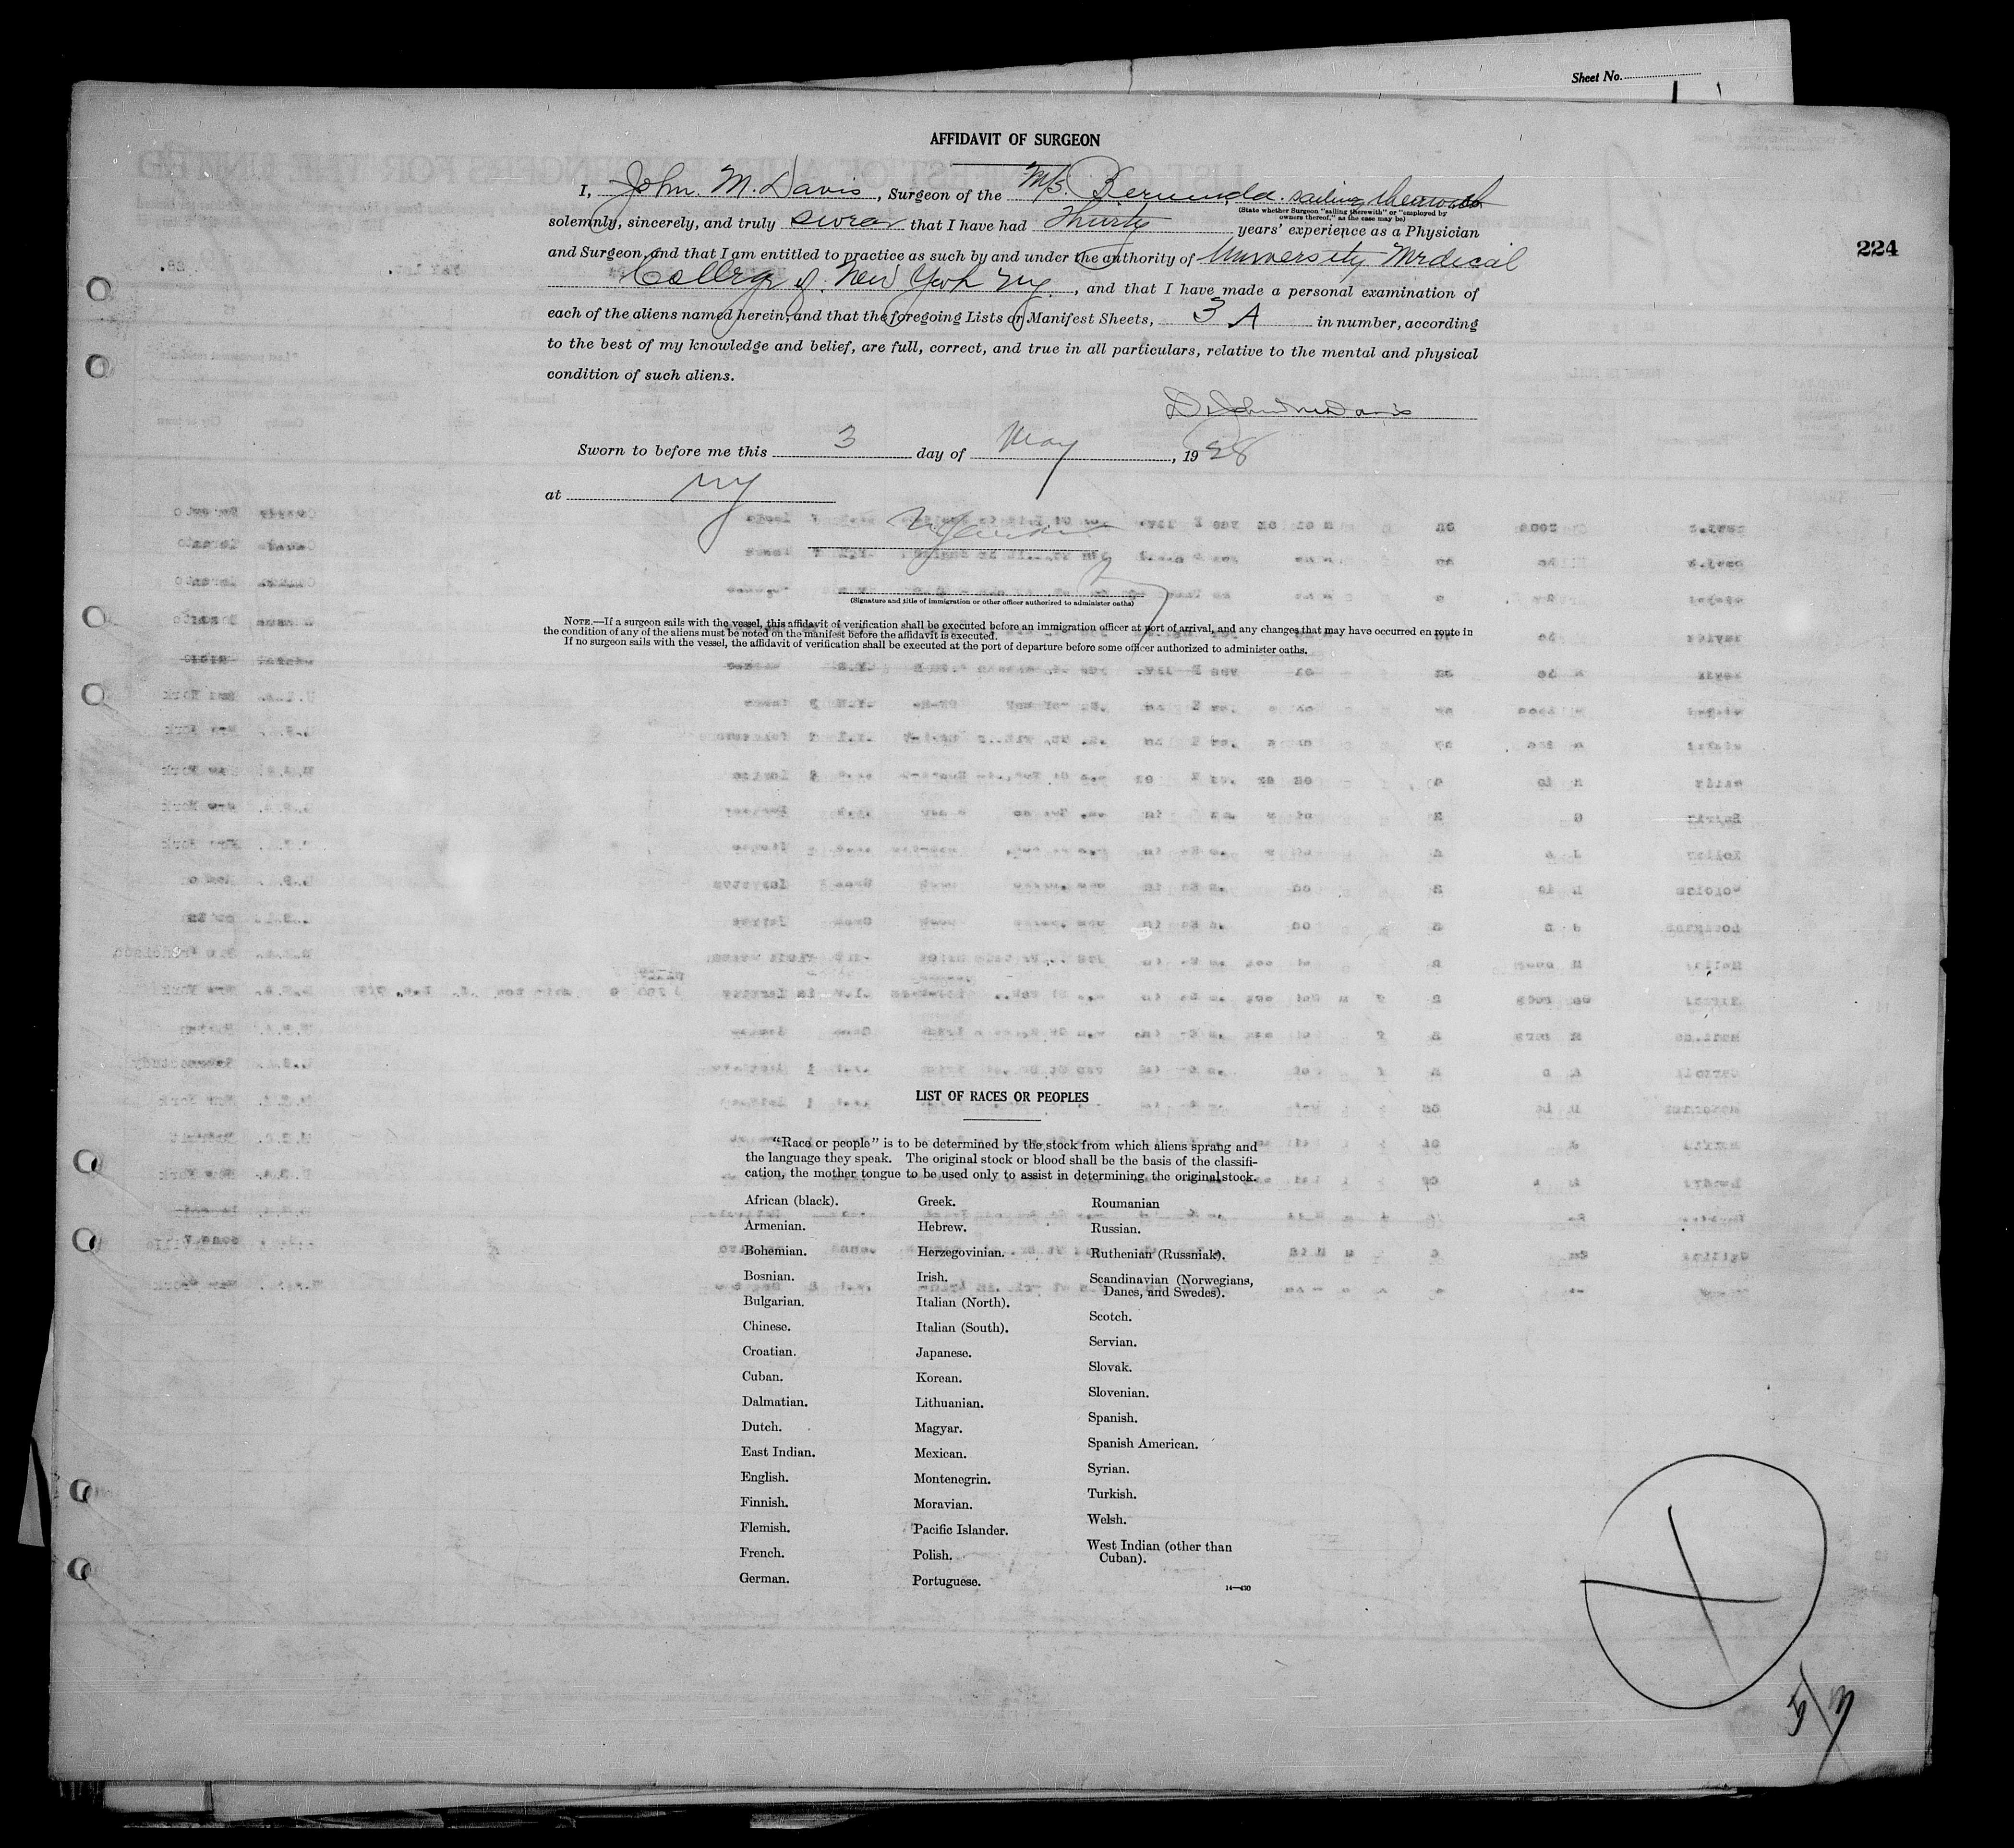 Sheet No.
AFFIDAVIT OF SURGEON
I, John. M. Davis, Surgeon of the M/S. Bermuda. sailing therewith
(State whether Surgeon "sailing therewith" or "employed by
owners thereof," as the case may be)
solemnly, sincerely, and truly swear that I have had Thirty years' experience as a Physician
224
and Surgeon, and that I am entitled to practice as such by and under the authority of University Medical
College of. New York NY., and that I have made a personal examination of
each of the aliens named herein, and that the foregoing Lists or Manifest Sheets, 3 A in number, according
to the best of my knowledge and belief, are full, correct, and true in all particulars, relative to the mental and physical
condition of such aliens.
Dr John M Davis
Sworn to before me this 3 day of May, 1928
at NY
(Signature and title of immigration or other officer authorized to administer oaths)
NOTE.—If a surgeon sails with the vessel, this affidavit of verification shall be executed before an immigration officer at port of arrival, and any changes that may have occurred en route in
the condition of any of the aliens must be noted on the manifest before the affidavit is executed.
If no surgeon sails with the vessel, the affidavit of verification shall be executed at the port of departure before some officer authorized to administer oaths.
LIST OF RACES OR PEOPLES
"Race or people" is to be determined by the stock from which aliens sprang and
the language they speak. The original stock or blood shall be the basis of the classifi-
cation, the mother tongue to be used only to assist in determining the original stock.
African (black).
Armenian.
Bohemian.
Bosnian.
Bulgarian.
Chinese.
Croatian.
Cuban.
Dalmatian.
Dutch.
East Indian.
English.
Finnish.
Flemish.
French.
German.
Greek.
Hebrew.
Herzegovinian.
Irish.
Italian (North).
Italian (South).
Japanese.
Korean.
Lithuanian.
Magyar.
Mexican.
Montenegrin.
Moravian.
Pacific Islander.
Polish.
Portuguese.
Roumanian
Russian.
Ruthenian (Russniak).
Scandinavian (Norwegians,
Danes, and Swedes).
Scotch.
Servian.
Slovak.
Slovenian.
Spanish.
Spanish American.
Syrian.
Turkish.
Welsh.
West Indian (other than
Cuban).
14—430